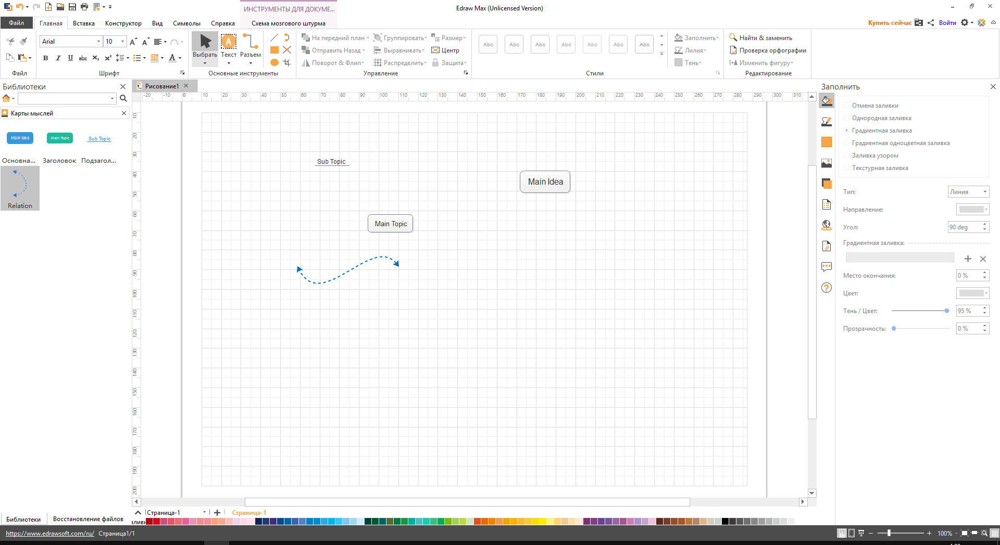 ИНСТРУМЕНТЫ ДЛЯ ДОКУМЕ...
Edraw Max (Unlicensed Version)
Файл
Главная
Вставка
Конструктор
Вид
Символы
Справка
Схема мозгового штурма
Купить сейчас
Войти
Arial
10
Выбрать
Текст
Разъем
На передний план
Отправить Назад
Поворот & Флип
Группировать
Выравнивать
Распределить
Размер
Центр
Защита
Abc Abc Abc Abc Abc Abc Abc
Заполнить
Лилия
Тень
Найти & заменить
Проверка орфографии
Изменить фигуру
Файл
Шрифт
Основные инструменты
Управление
Стили
Редактирование
Библиотеки
Рисование1
Заполнить
Карты мыслей
Main Idea
Main Topic
Sub Topic
Основна...
Заголовок
Подзагол...
Relation
-20 -10 0 10 20 30 40 50 60 70 80 90 100 110 120 130 140 150 160 170 180 190 200 210 220 230 240 250 260 270 280 290 300 310
10 20 30 40 50 60 70 80 90 100 110 120 130 140 150 160 170 180 190 200
Sub Topic
Main Idea
Main Topic
Отмена заливки
Однородная заливка
Градиентная заливка
Градиентная одноцветная заливка
Заливка узором
Текстурная заливка
Тип:
Линия
Направление:
Угол:
90 deg
Градиентная заливка:
Место окончания:
0 %
Цвет:
Тень / Цвет:
95 %
Прозрачность:
0 %
Страница-1
Страница-1
Библиотеки
Восстановление файлов
https://www.edrawsoft.com/ru/
Страница1/1
100%